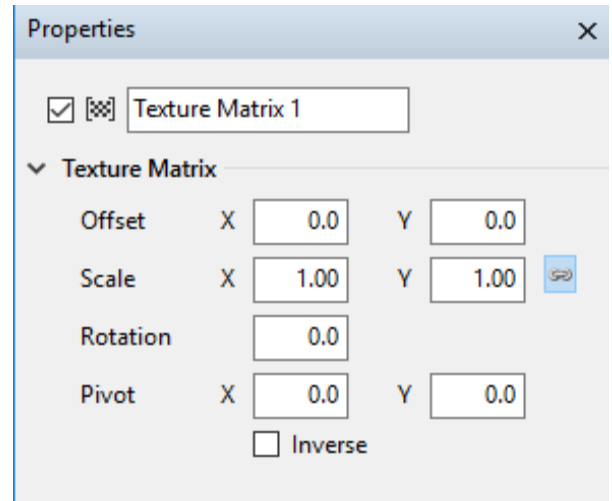 Properties
Texture Matrix 1
Texture Matrix
Offset X 0.0 Y 0.0
Scale X 1.00 Y 1.00
Rotation 0.0
Pivot X 0.0 Y 0.0
Inverse